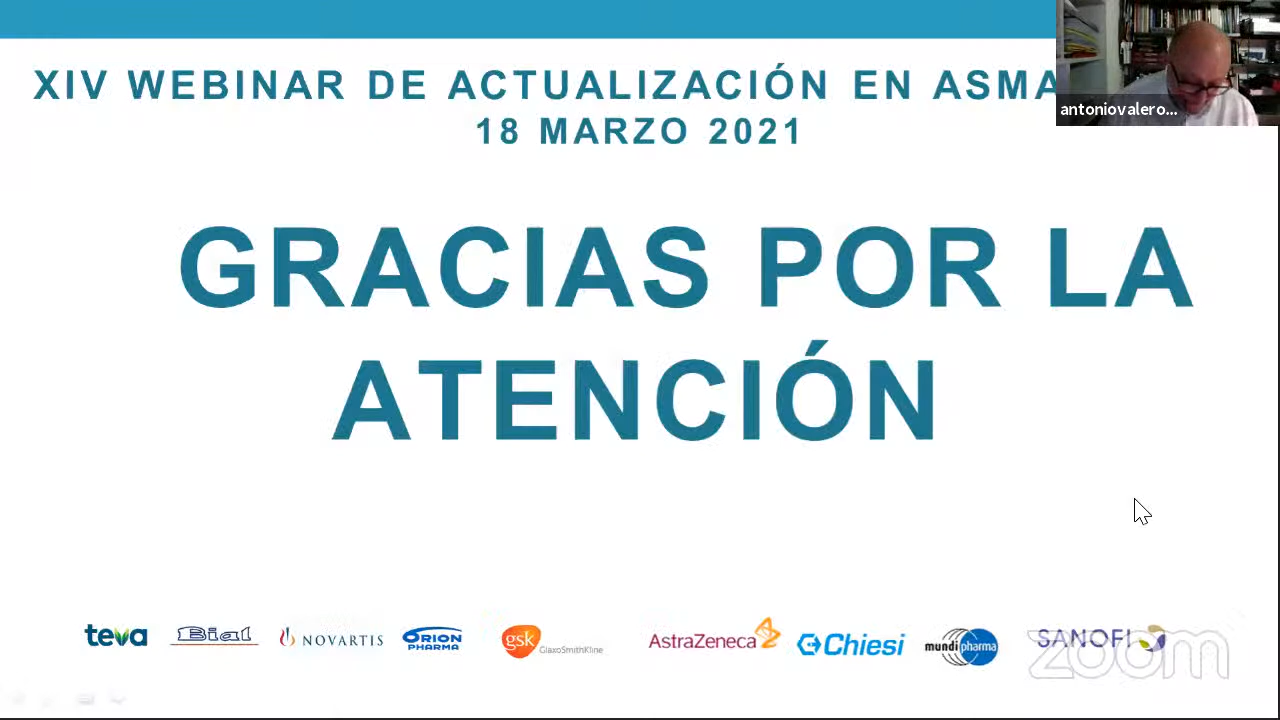 XIV WEBINAR DE ACTUALIZACIÓN EN ASMA
18 MARZO 2021
antoniovalero...
GRACIAS POR LA
ATENCIÓN
teva Bial NOVARTIS ORION PHARMA gsk GlaxoSmithKline AstraZeneca Chiesi mundipharma SANOFI
zoom